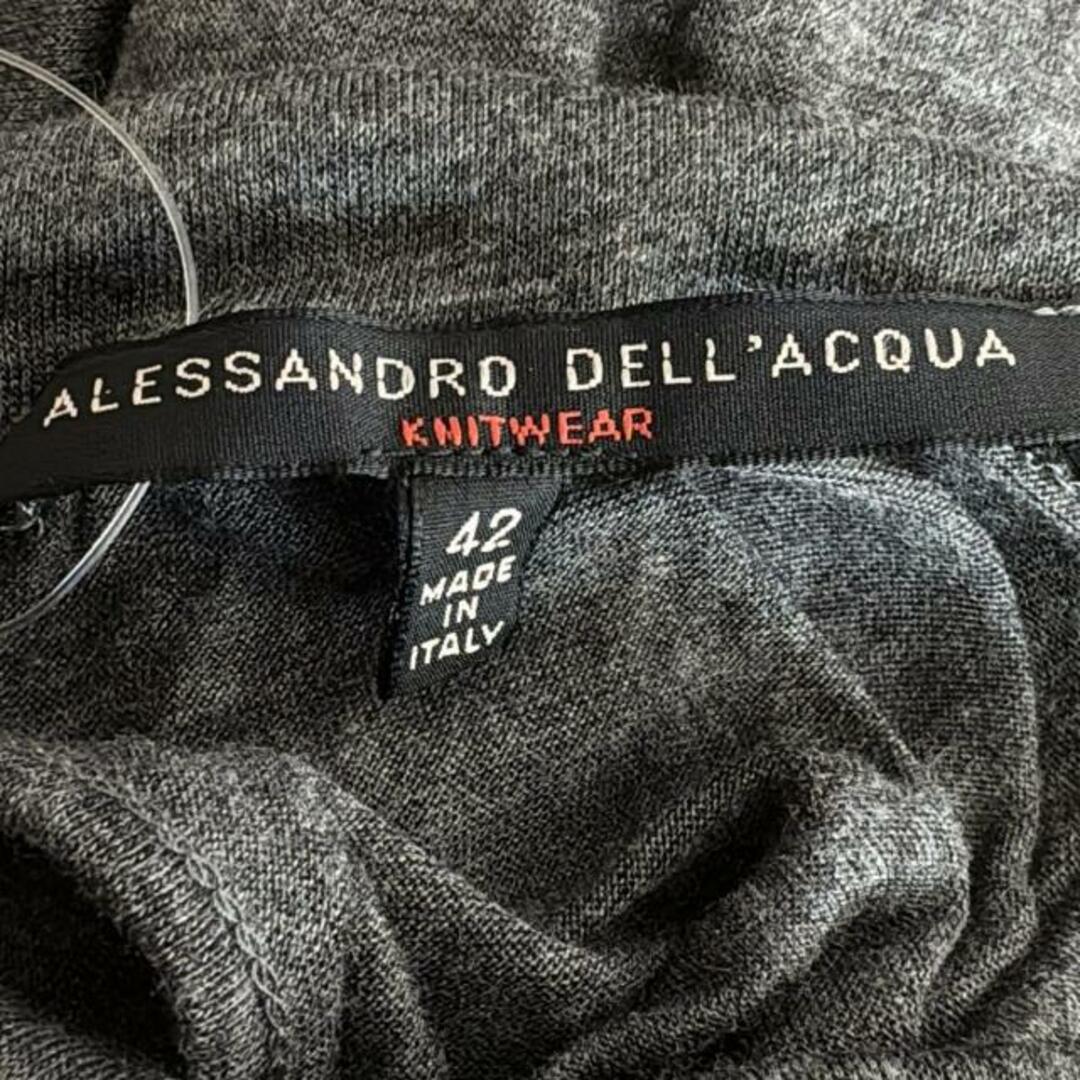 ALESSANDRO DELL'ACQUA
KNITWEAR
42
MADE
IN
ITALY